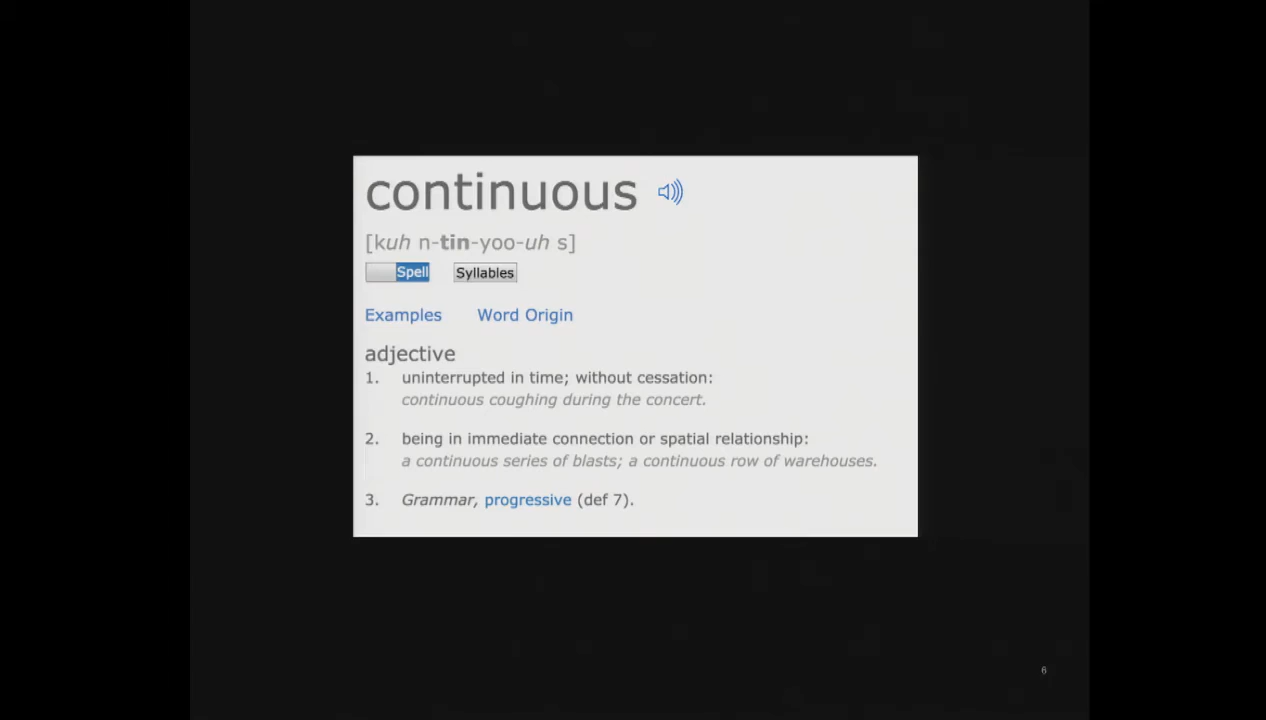 continuous
[kuh n-tin-yoo-uh s]
Spell Syllables
Examples Word Origin
adjective
1. uninterrupted in time; without cessation:
continuous coughing during the concert.
2. being in immediate connection or spatial relationship:
a continuous series of blasts; a continuous row of warehouses.
3. Grammar, progressive (def 7).
6